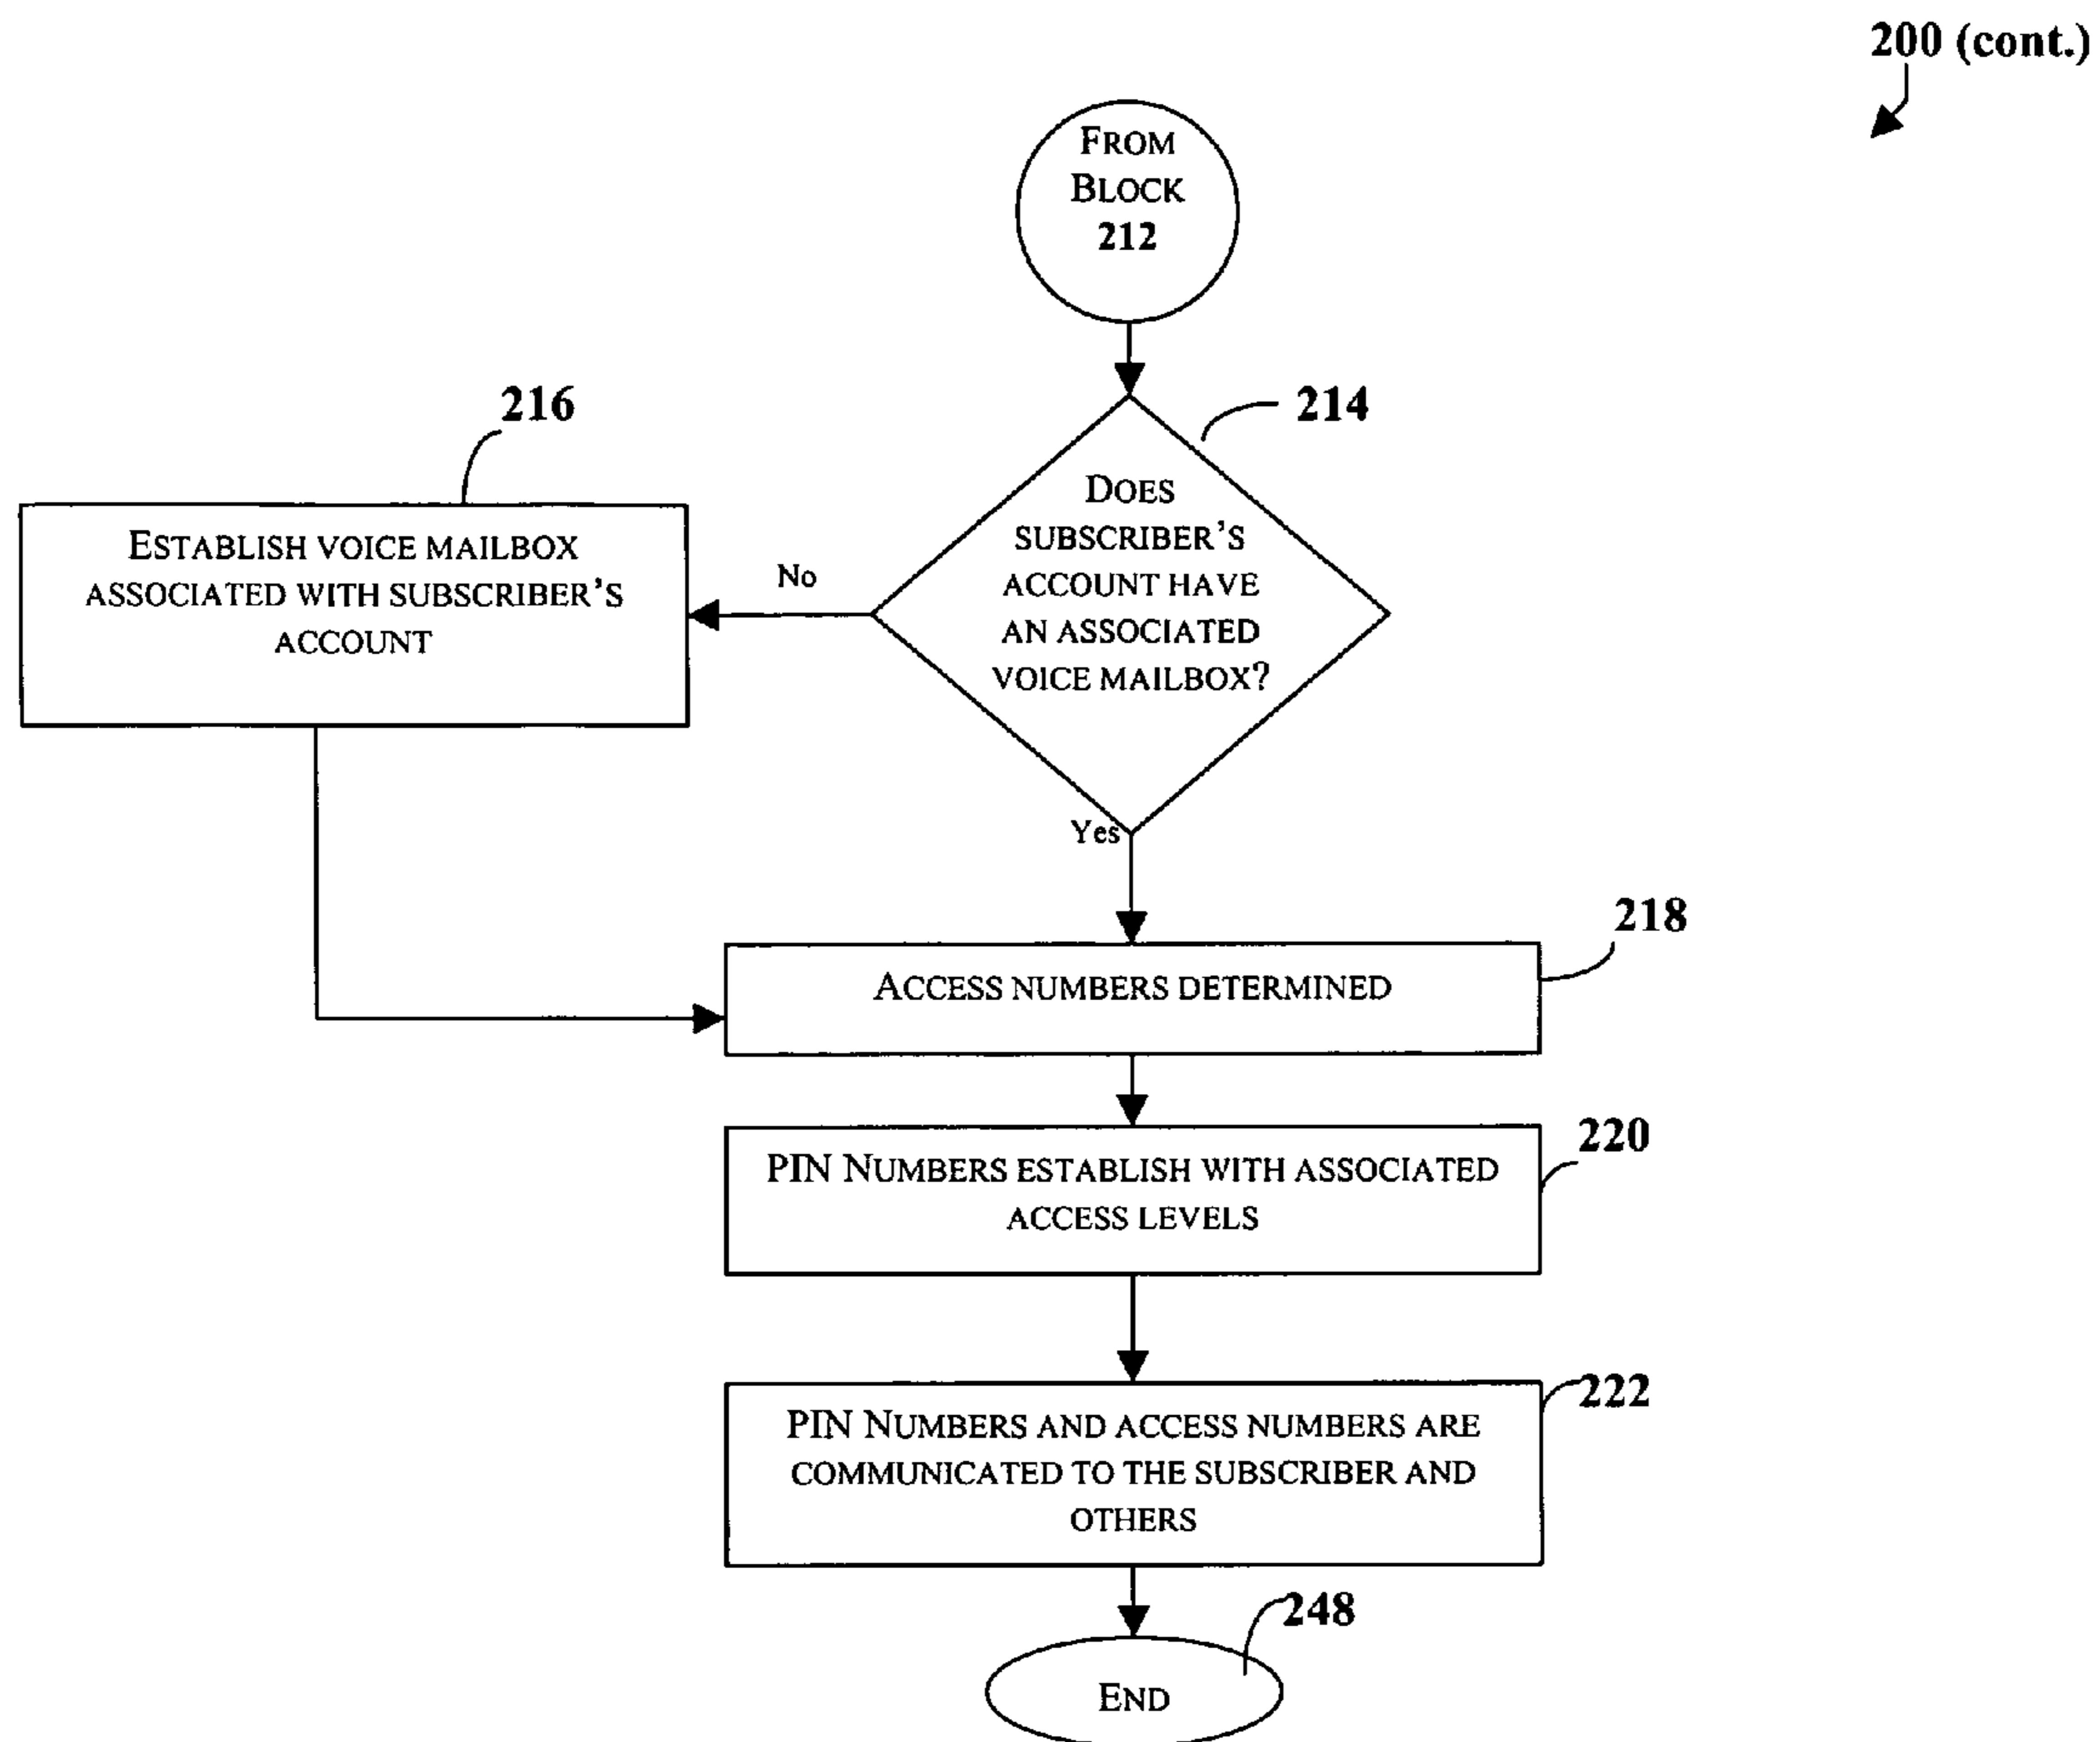 200 (cont.)
FROM
BLOCK
212
214
216
DOES
SUBSCRIBER'S
ACCOUNT HAVE
AN ASSOCIATED
VOICE MAILBOX?
No
ESTABLISH VOICE MAILBOX
ASSOCIATED WITH SUBSCRIBER'S
ACCOUNT
Yes
218
ACCESS NUMBERS DETERMINED
220
PIN NUMBERS ESTABLISH WITH ASSOCIATED
ACCESS LEVELS
222
PIN NUMBERS AND ACCESS NUMBERS ARE
COMMUNICATED TO THE SUBSCRIBER AND
OTHERS
248
END